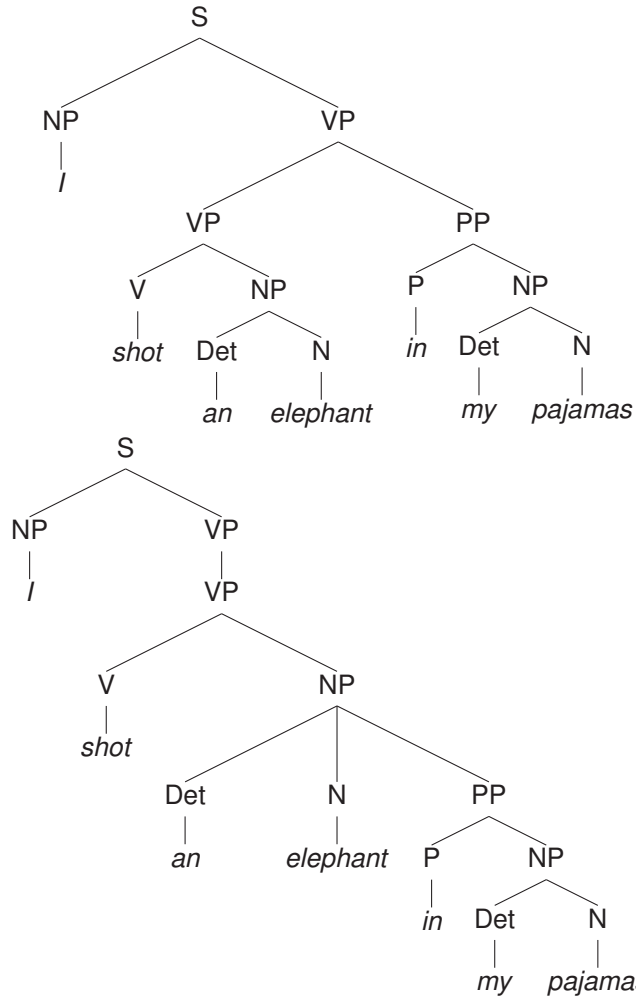 S
NP VP
I
VP PP
V NP P NP
shot Det N in Det N
an elephant my pajamas
S
NP VP
I VP
V NP
shot
Det N PP
an elephant P NP
in Det N
my pajamas